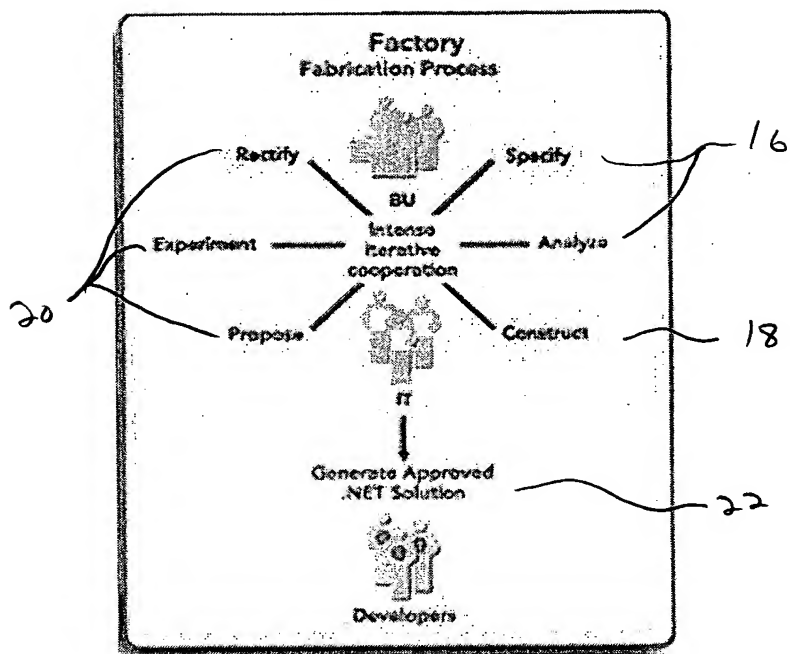 Factory
Fabrication Process
Rectify
Specify
16
BU
Intense
iterative
cooperation
Experiment
Analyze
20
Propose
Construct
18
IT
Generate Approved
.NET Solution
22
Developers